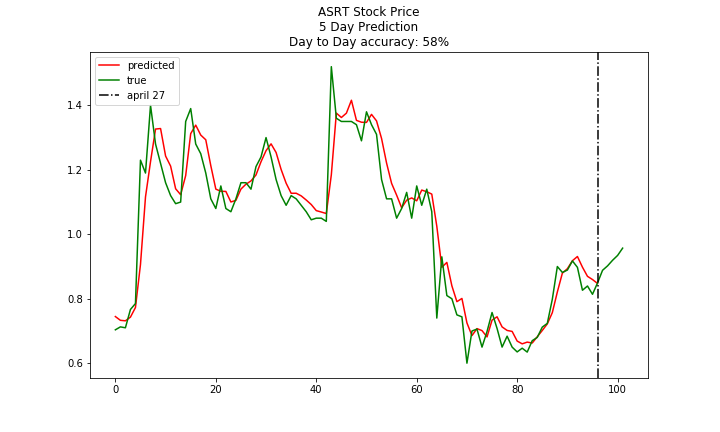 ASRT Stock Price
5 Day Prediction
Day to Day accuracy: 58%
predicted
true
april 27
1.4
1.2
1.0
0.8
0.6
0
20
40
60
80
100